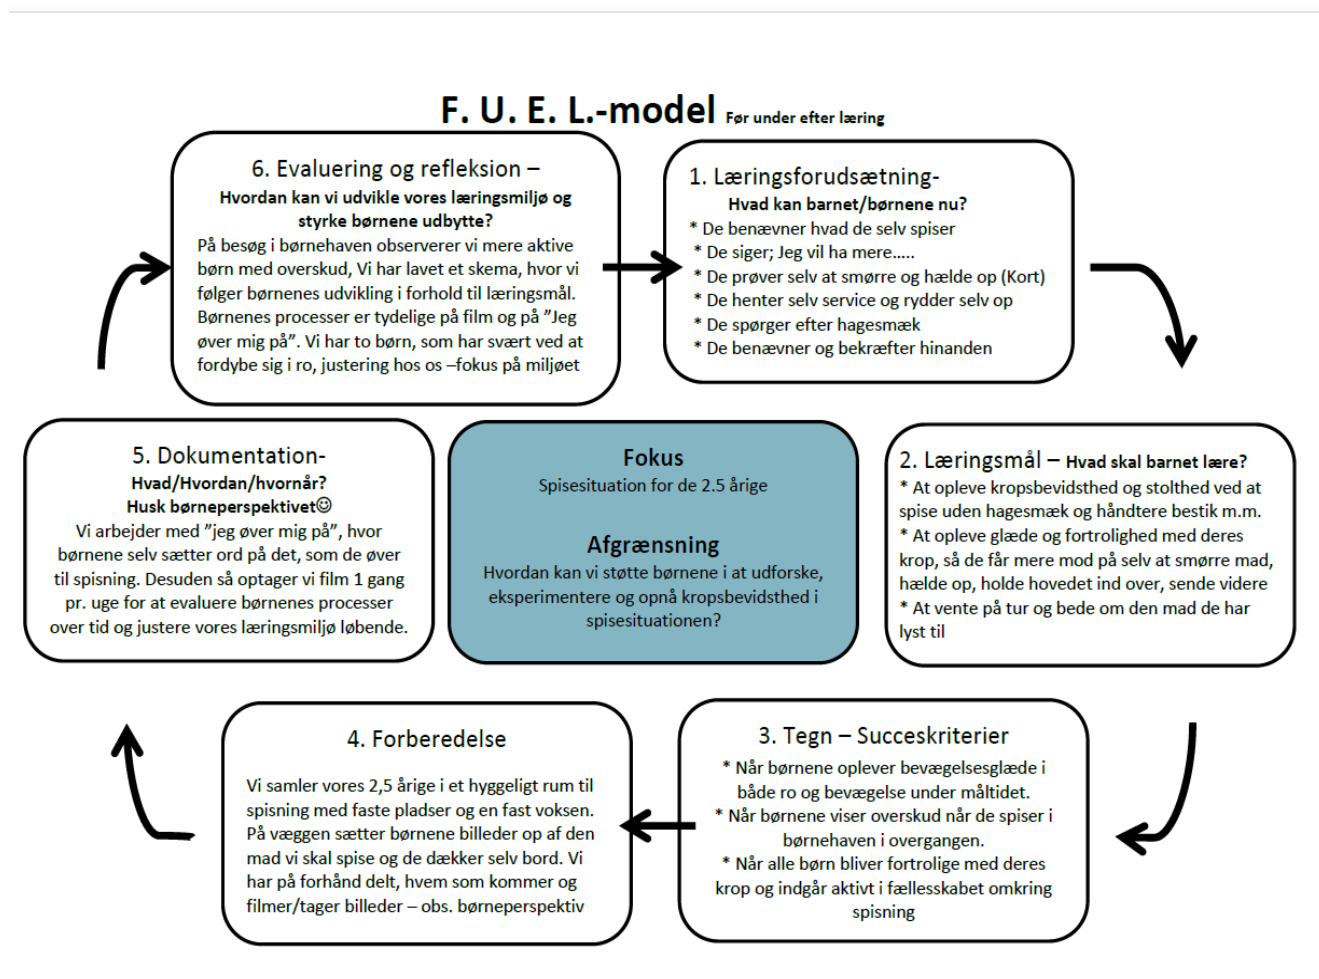 F. U. E. L.-model Før under efter læring
6. Evaluering og refleksion –
Hvordan kan vi udvikle vores læringsmiljø og
styrke børnene udbytte?
På besøg i børnehaven observerer vi mere aktive
børn med overskud, Vi har lavet et skema, hvor vi
følger børnenes udvikling i forhold til læringsmål.
Børnenes processer er tydelige på film og på ”Jeg
øver mig på”. Vi har to børn, som har svært ved at
fordybe sig i ro, justering hos os –fokus på miljøet
1. Læringsforudsætning-
Hvad kan barnet/børnene nu?
* De benævner hvad de selv spiser
* De siger; Jeg vil ha mere.....
* De prøver selv at smørre og hælde op (Kort)
* De henter selv service og rydder selv op
* De spørger efter hagesmæk
* De benævner og bekræfter hinanden
5. Dokumentation-
Hvad/Hvordan/hvornår?
Husk børneperspektivet☺
Vi arbejder med ”jeg øver mig på”, hvor
børnene selv sætter ord på det, som de øver
til spisning. Desuden så optager vi film 1 gang
pr. uge for at evaluere børnenes processer
over tid og justere vores læringsmiljø løbende.
Fokus
Spisesituation for de 2.5 årige
Afgrænsning
Hvordan kan vi støtte børnene i at udforske,
eksperimentere og opnå kropsbevidsthed i
spisesituationen?
2. Læringsmål – Hvad skal barnet lære?
* At opleve kropsbevidsthed og stolthed ved at
spise uden hagesmæk og håndtere bestik m.m.
* At opleve glæde og fortrolighed med deres
krop, så de får mere mod på selv at smørre mad,
hælde op, holde hovedet ind over, sende videre
* At vente på tur og bede om den mad de har
lyst til
4. Forberedelse
Vi samler vores 2,5 årige i et hyggeligt rum til
spisning med faste pladser og en fast voksen.
På væggen sætter børnene billeder op af den
mad vi skal spise og de dækker selv bord. Vi
har på forhånd delt, hvem som kommer og
filmer/tager billeder – obs. børneperspektiv
3. Tegn – Succeskriterier
* Når børnene oplever bevægelsesglæde i
både ro og bevægelse under måltidet.
* Når børnene viser overskud når de spiser i
børnehaven i overgangen.
* Når alle børn bliver fortrolige med deres
krop og indgår aktivt i fællesskabet omkring
spisning